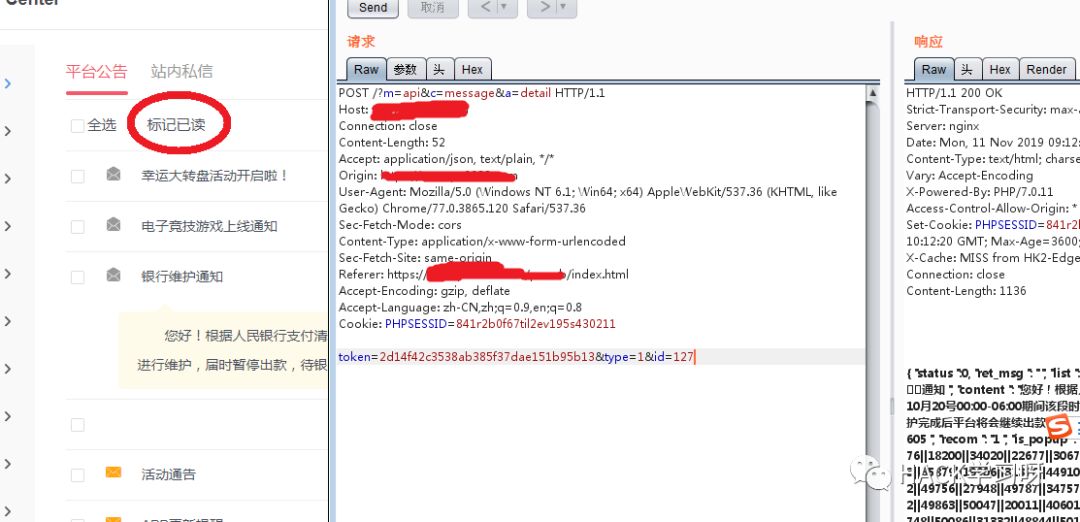 Center
平台公告 站内私信
全选 标记已读
幸运大转盘活动开启啦！
电子竞技游戏上线通知
银行维护通知
您好！根据人民银行支付清
进行维护，届时暂停出款，待银
活动通告
Send 取消 < >
请求
Raw 参数 头 Hex
POST /?m=api&c=message&a=detail HTTP/1.1
Host:
Connection: close
Content-Length: 52
Accept: application/json, text/plain, */*
Origin:
User-Agent: Mozilla/5.0 (Windows NT 6.1; Win64; x64) AppleWebKit/537.36 (KHTML, like
Gecko) Chrome/77.0.3865.120 Safari/537.36
Sec-Fetch-Mode: cors
Content-Type: application/x-www-form-urlencoded
Sec-Fetch-Site: same-origin
Referer: https:/ /index.html
Accept-Encoding: gzip, deflate
Accept-Language: zh-CN,zh;q=0.9,en;q=0.8
Cookie: PHPSESSID=841r2b0f67til2ev195s430211
token=2d14f42c3538ab385f37dae151b95b13&type=1&id=127
响应
Raw 头 Hex Render
HTTP/1.1 200 OK
Strict-Transport-Security: max-
Server: nginx
Date: Mon, 11 Nov 2019 09:12:
Content-Type: text/html; charse
Vary: Accept-Encoding
X-Powered-By: PHP/7.0.11
Access-Control-Allow-Origin: *
Set-Cookie: PHPSESSID=841r2b
10:12:20 GMT; Max-Age=3600;
X-Cache: MISS from HK2-Edge
Connection: close
Content-Length: 1136
{ "status":0, "ret_msg":"", "list":
通知", "content":"您好！根据
10月20号00:00-06:00期间该段时
护完成后平台将会继续出款
605", "recom":"1", "is_popup"
76||18200||34020||22677||3067
2||49756||27948||49787||34757
2||49863||50047||20011||40601
HACK学习呀